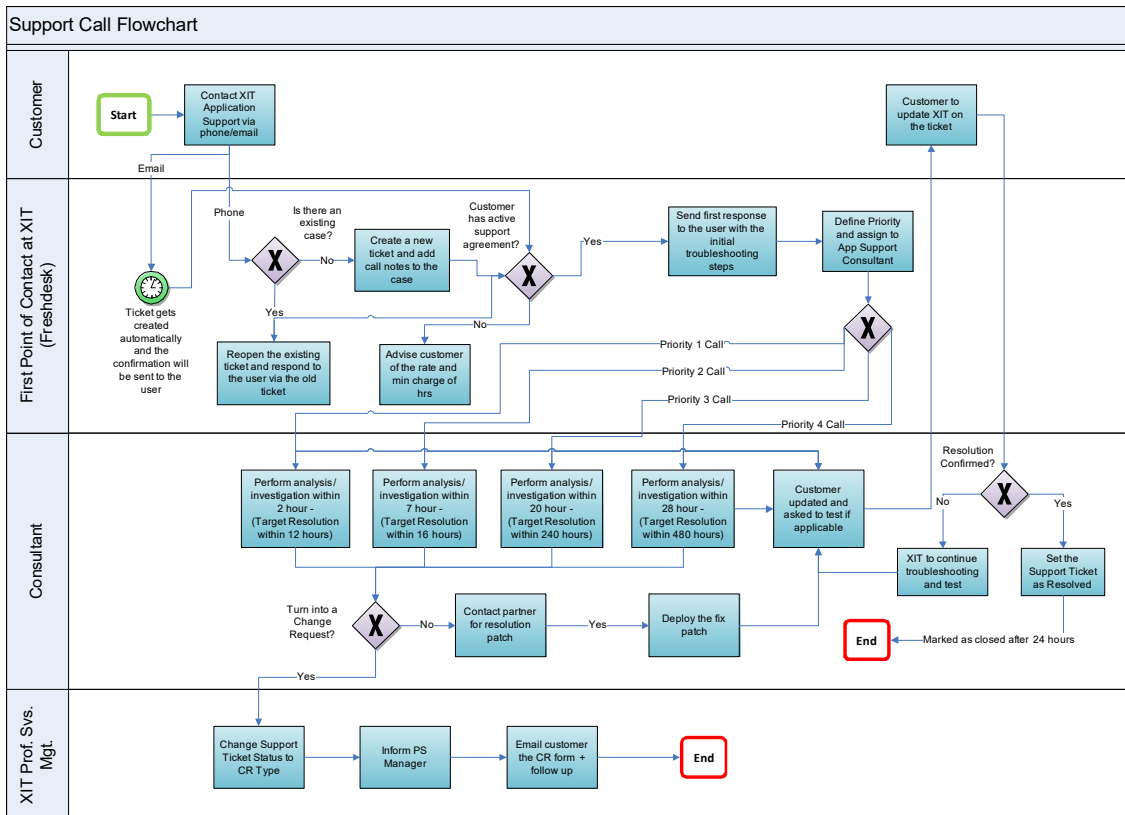 Support Call Flowchart
Customer
Start
Contact XIT
Application
Support via
phone/email
Customer to
update XIT on
the ticket
Email
First Point of Contact at XIT
(Freshdesk)
Phone
Is there an
existing
case?
X
No
Yes
Create a new
ticket and add
call notes to the
case
Customer
has active
support
agreement?
X
Yes
No
Send first response
to the user with the
initial
troubleshooting
steps
Define Priority
and assign to
App Support
Consultant
X
Ticket gets
created
automatically
and the
confirmation will
be sent to the
user
Reopen the existing
ticket and respond to
the user via the old
ticket
Advise customer
of the rate and
min charge of
hrs
Priority 1 Call
Priority 2 Call
Priority 3 Call
Priority 4 Call
Consultant
Perform analysis/
investigation within
2 hour -
(Target Resolution
within 12 hours)
Perform analysis/
investigation within
7 hour -
(Target Resolution
within 16 hours)
Perform analysis/
investigation within
20 hour -
(Target Resolution
within 240 hours)
Perform analysis/
investigation within
28 hour -
(Target Resolution
within 480 hours)
Customer
updated and
asked to test if
applicable
Resolution
Confirmed?
X
No
Yes
XIT to continue
troubleshooting
and test
Set the
Support Ticket
as Resolved
Turn into a
Change
Request?
X
No
Contact partner
for resolution
patch
Yes
Deploy the fix
patch
End
Marked as closed after 24 hours
Yes
XIT Prof. Svs.
Mgt.
Change Support
Ticket Status to
CR Type
Inform PS
Manager
Email customer
the CR form +
follow up
End